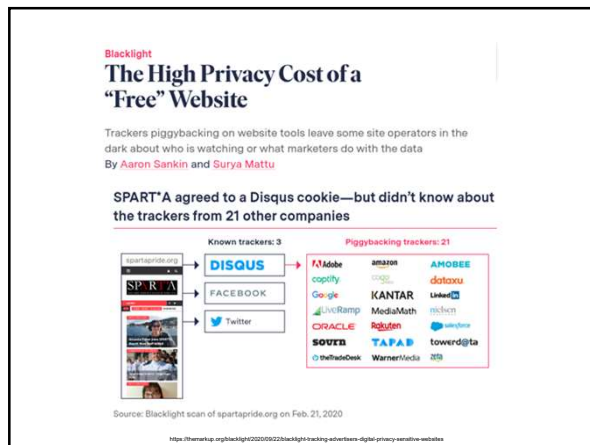 Blacklight
The High Privacy Cost of a
“Free” Website
Trackers piggybacking on website tools leave some site operators in the
dark about who is watching or what marketers do with the data
By Aaron Sankin and Surya Mattu
SPART*A agreed to a Disqus cookie—but didn’t know about
the trackers from 21 other companies
Known trackers: 3
Piggybacking trackers: 21
spartapride.org
SPART*A
DISQUS
FACEBOOK
Twitter
Adobe amazon AMOBEE
captify dataxu
Google KANTAR Linked in
LiveRamp MediaMath nielsen
ORACLE Rakuten salesforce
sovrn TAPAD towerd@ta
theTradeDesk WarnerMedia zeta
Source: Blacklight scan of spartapride.org on Feb. 21, 2020
https://themarkup.org/blacklight/2020/09/22/blacklight-tracking-advertisers-digital-privacy-sensitive-websites